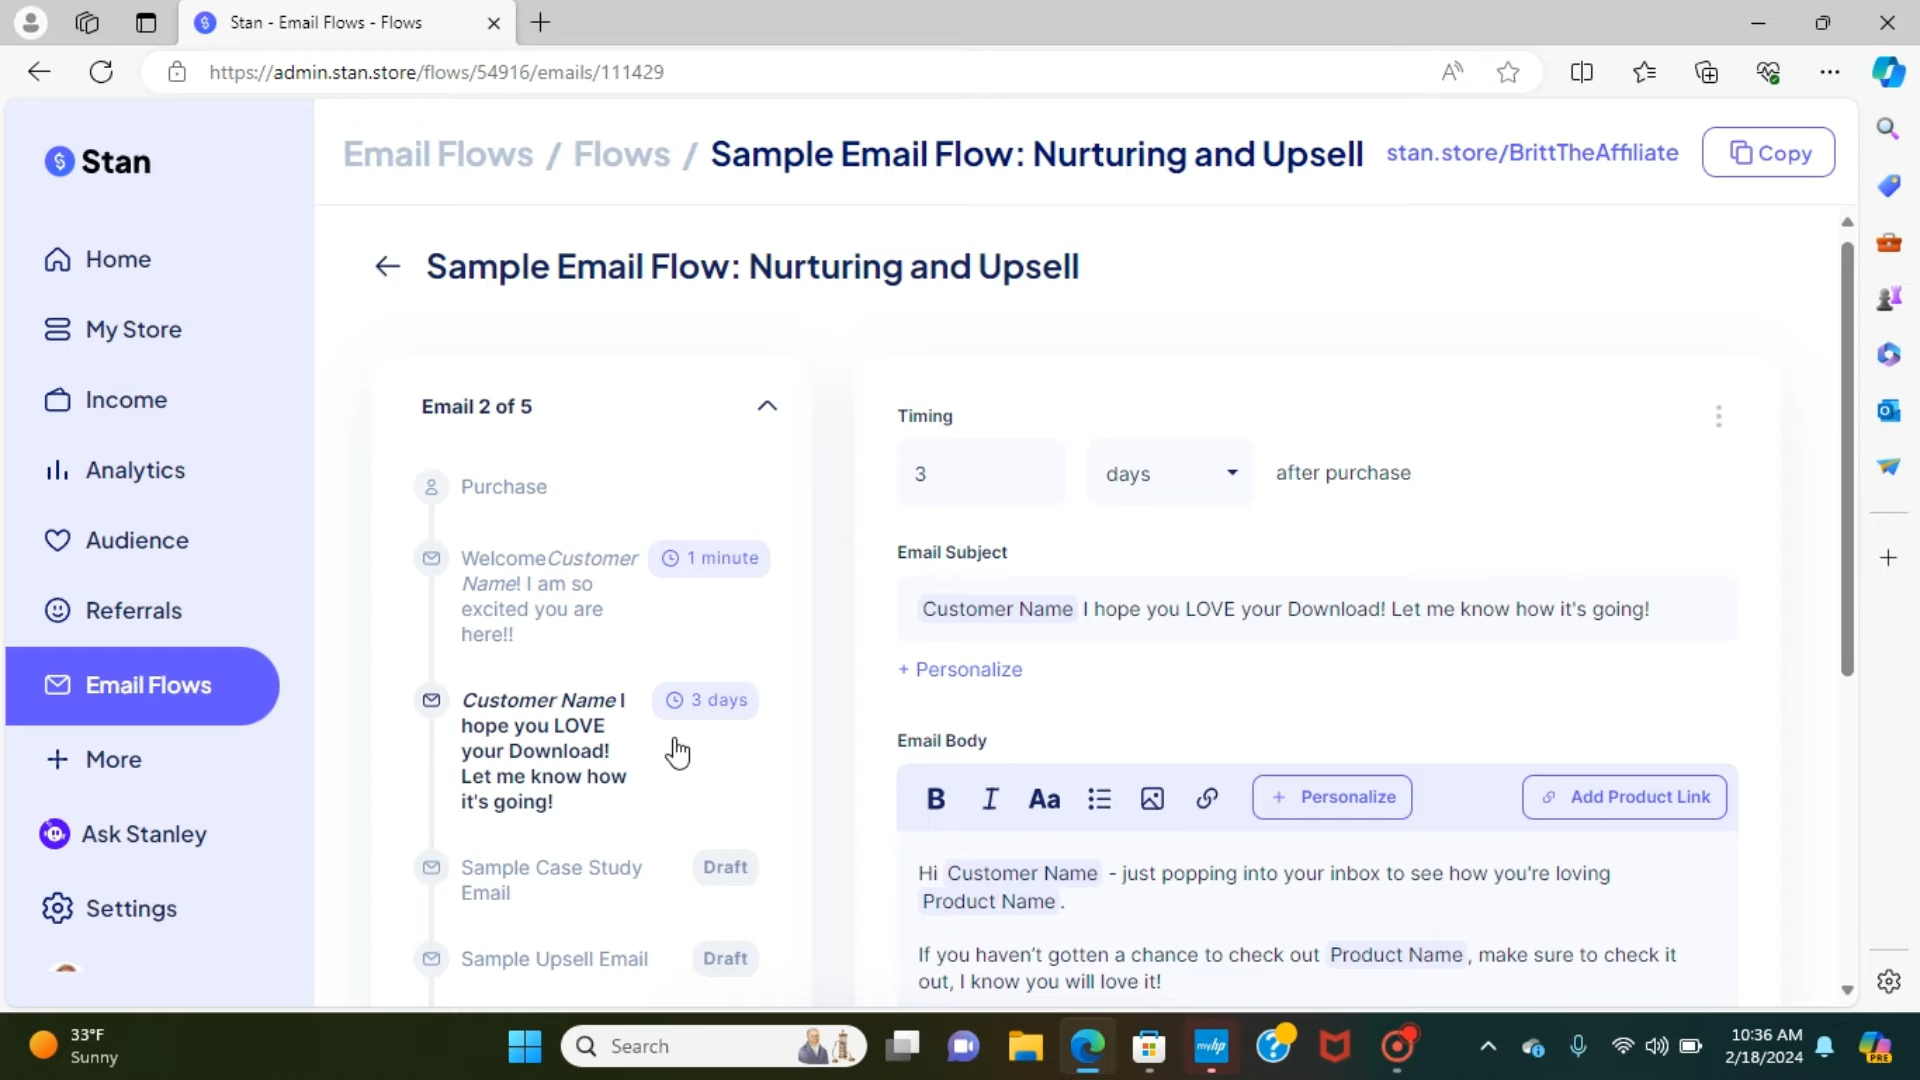 Stan - Email Flows - Flows
https://admin.stan.store/flows/54916/emails/111429
Stan
Email Flows / Flows / Sample Email Flow: Nurturing and Upsell
stan.store/BrittTheAffiliate
Copy
Home
My Store
Income
Analytics
Audience
Referrals
Email Flows
More
Ask Stanley
Settings
Sample Email Flow: Nurturing and Upsell
Email 2 of 5
Purchase
Welcome Customer
Name! I am so
excited you are
here!!
1 minute
Customer Name I
hope you LOVE
your Download!
Let me know how
it's going!
3 days
Sample Case Study
Email
Draft
Sample Upsell Email
Draft
Timing
3
days
after purchase
Email Subject
Customer Name I hope you LOVE your Download! Let me know how it's going!
+ Personalize
Email Body
B I Aa
+ Personalize
Add Product Link
Hi Customer Name - just popping into your inbox to see how you're loving
Product Name .
If you haven't gotten a chance to check out Product Name , make sure to check it
out, I know you will love it!
33°F
Sunny
Search
myhp
10:36 AM
2/18/2024
PRE